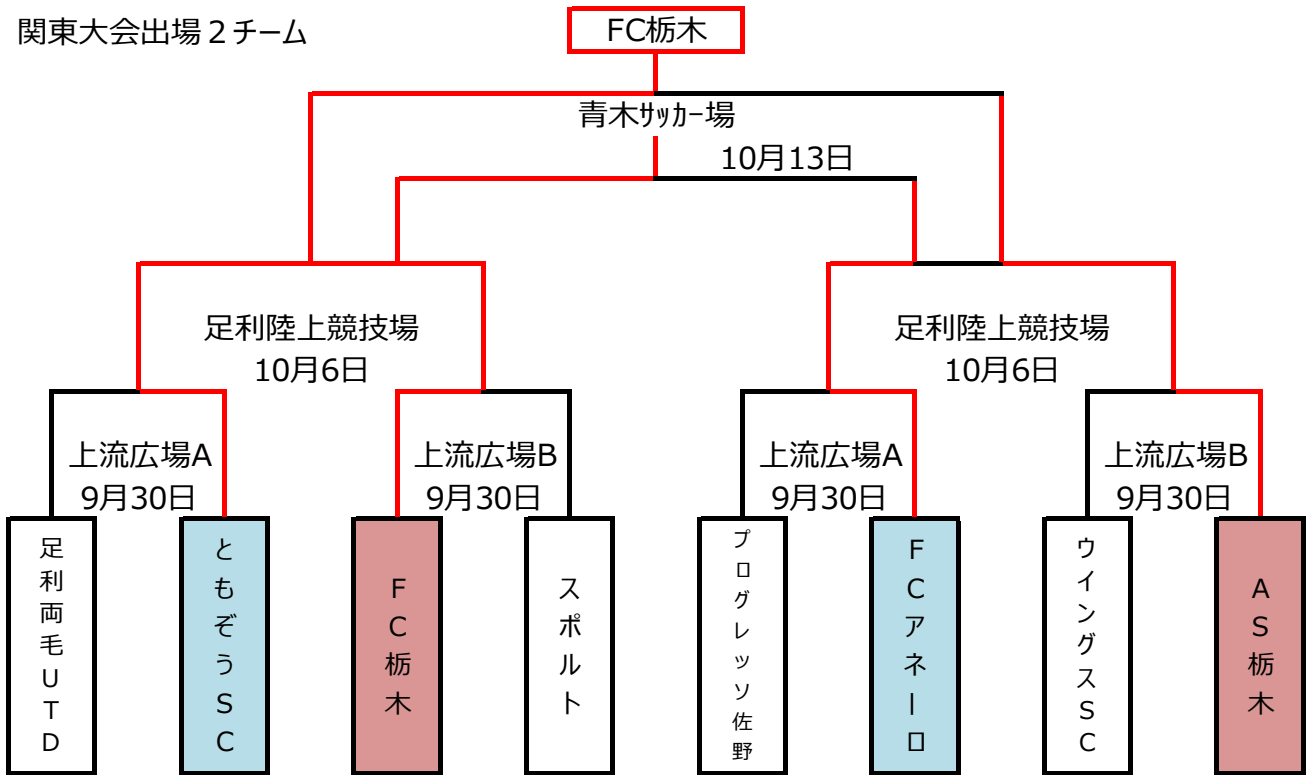 関東大会出場２チーム
FC栃木
青木ｻｯｶｰ場
10月13日
足利陸上競技場
10月6日
足利陸上競技場
10月6日
上流広場A
9月30日
上流広場B
9月30日
上流広場A
9月30日
上流広場B
9月30日
足利両毛ＵＴＤ
ともぞうＳＣ
ＦＣ栃木
スポルト
プログレッソ佐野
ＦＣアネーロ
ウイングスＳＣ
ＡＳ栃木